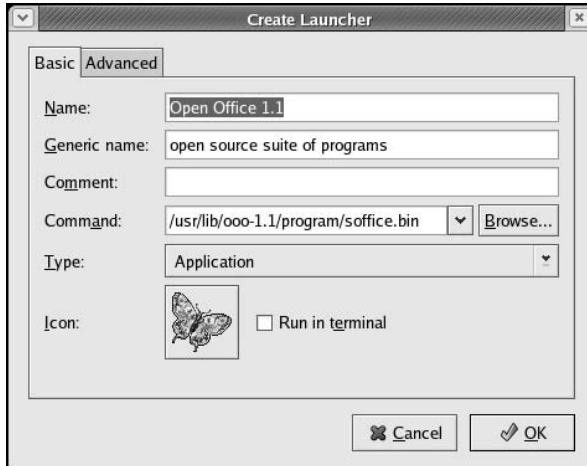 Create Launcher
Basic Advanced
Name: Open Office 1.1
Generic name: open source suite of programs
Comment:
Command: /usr/lib/ooo-1.1/program/soffice.bin Browse...
Type: Application
Icon: Run in terminal
Cancel OK